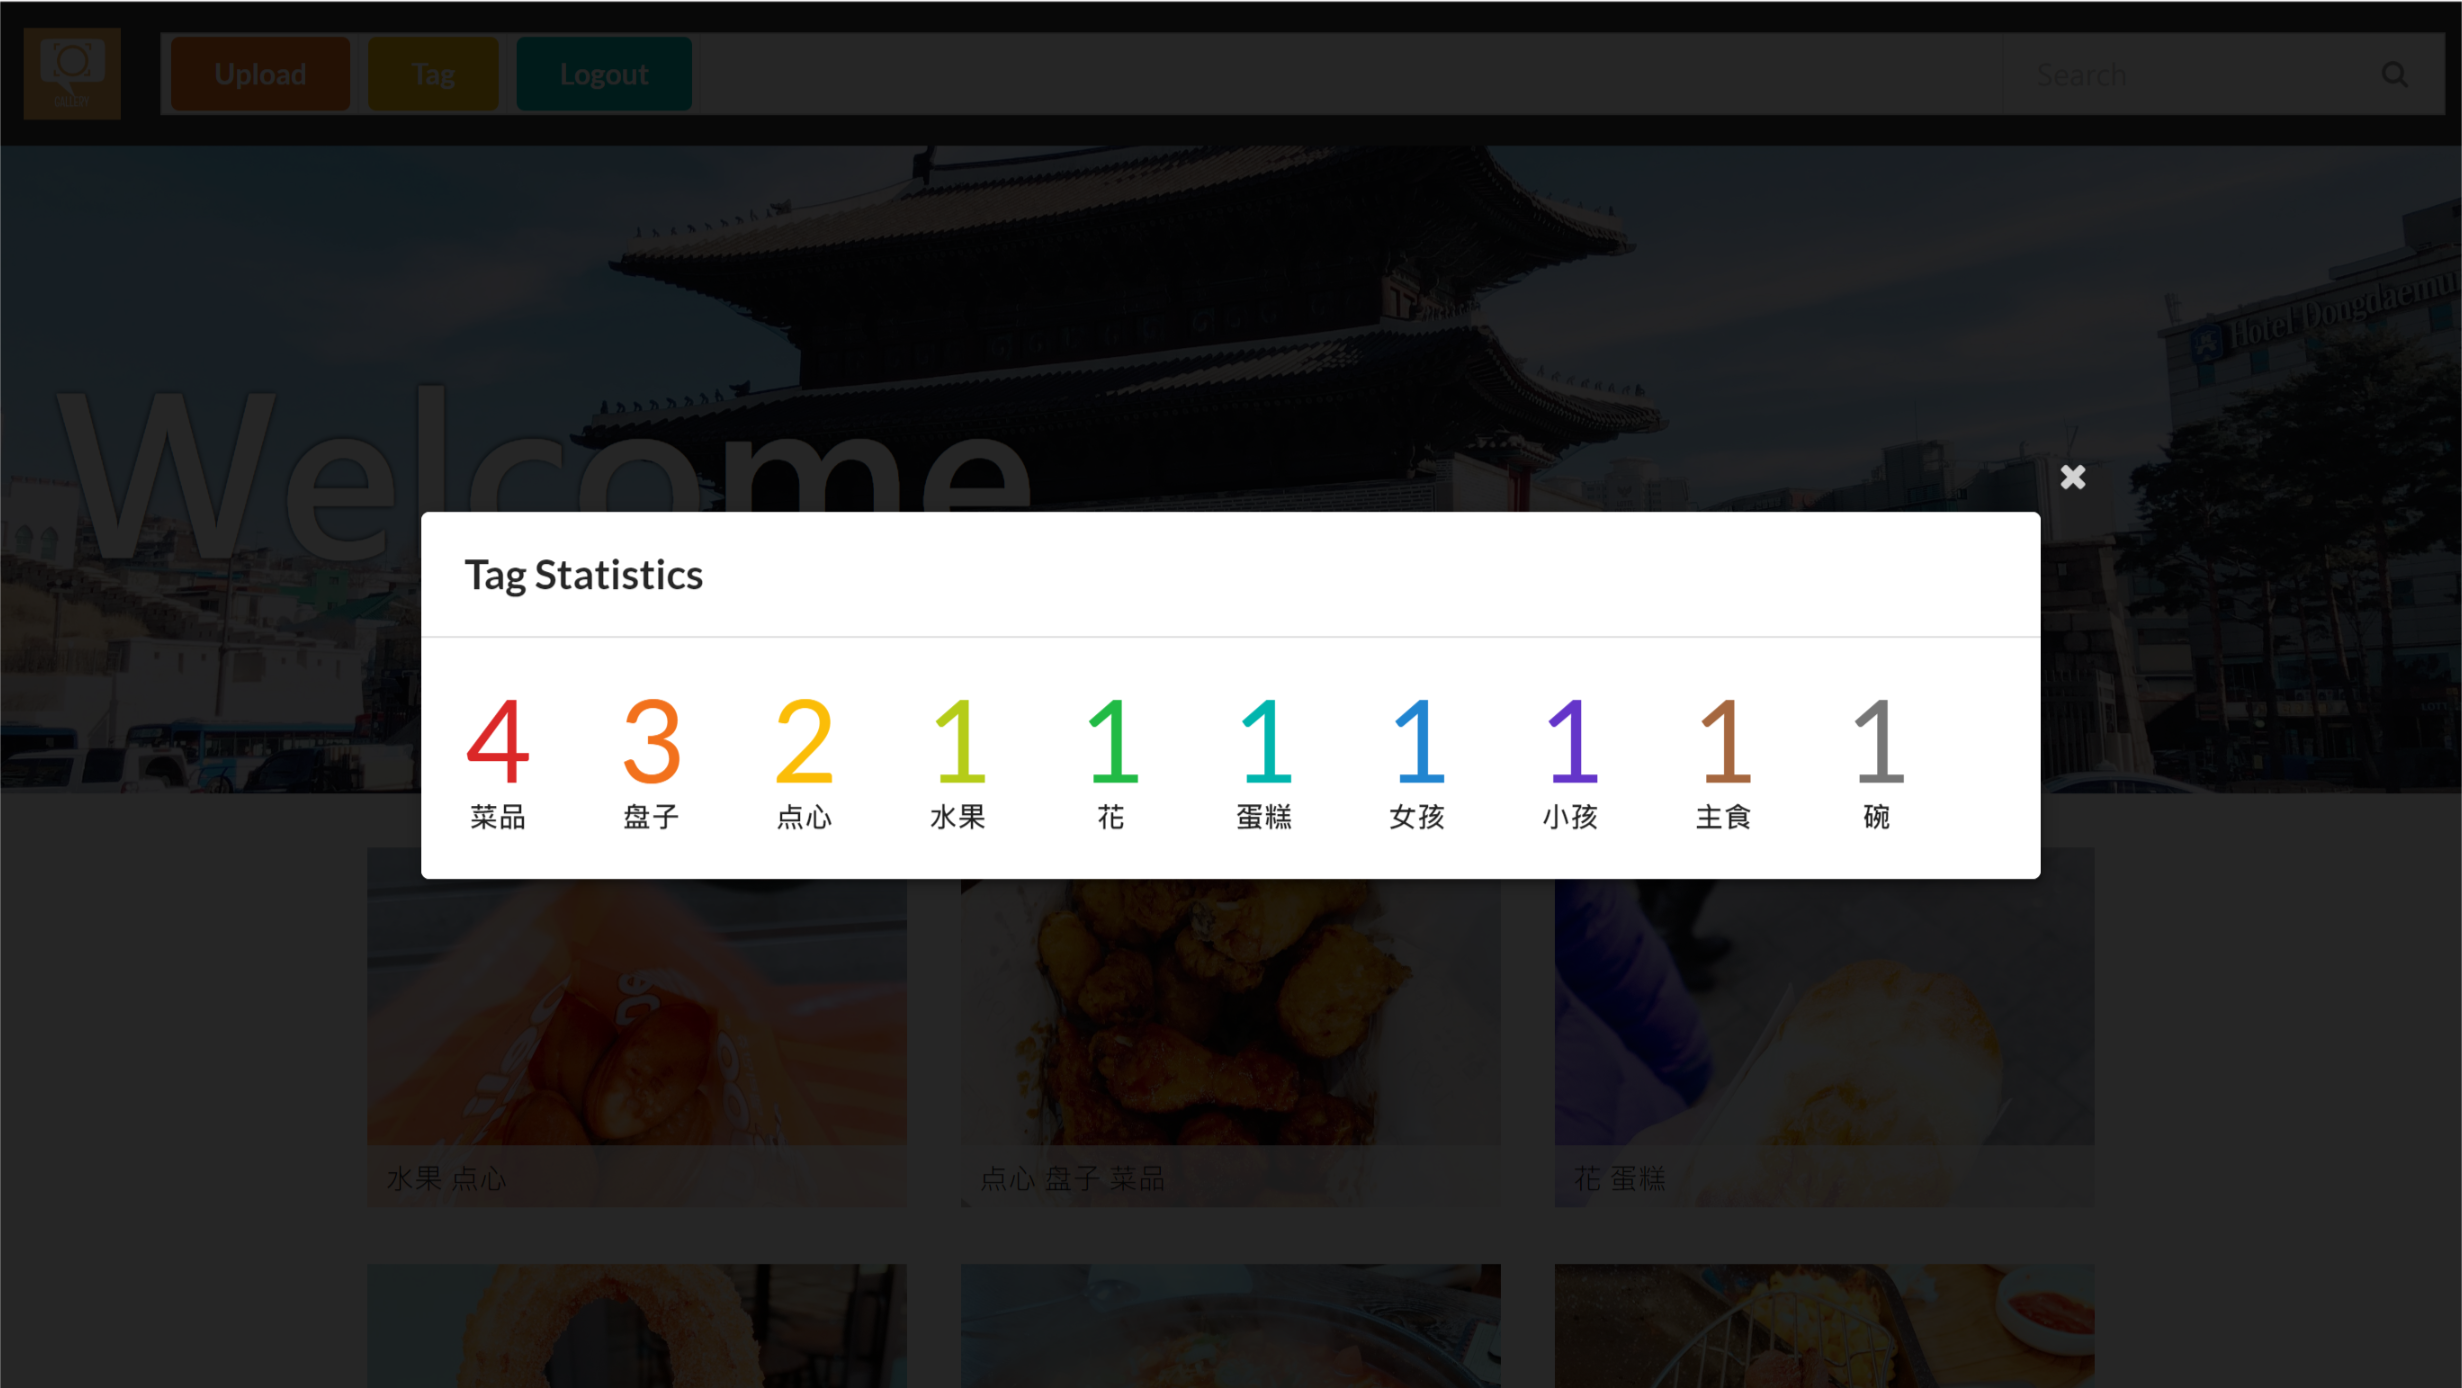 Upload Tag Logout Search
GALLERY
Hotel Dongdaemun
Welcome
Tag Statistics
4 3 2 1 1 1 1 1 1 1
菜品 盘子 点心 水果 花 蛋糕 女孩 小孩 主食 碗
水果 点心
点心 盘子 菜品
花 蛋糕